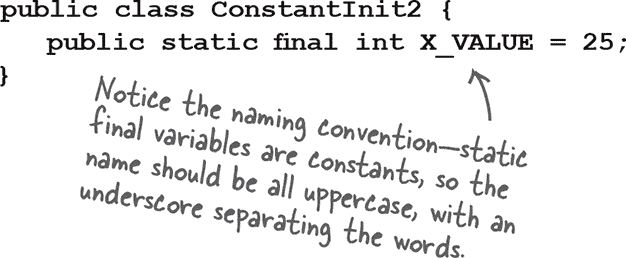 public class ConstantInit2 {
public static final int X_VALUE = 25;
}
Notice the naming convention—static
final variables are constants, so the
name should be all uppercase, with an
underscore separating the words.